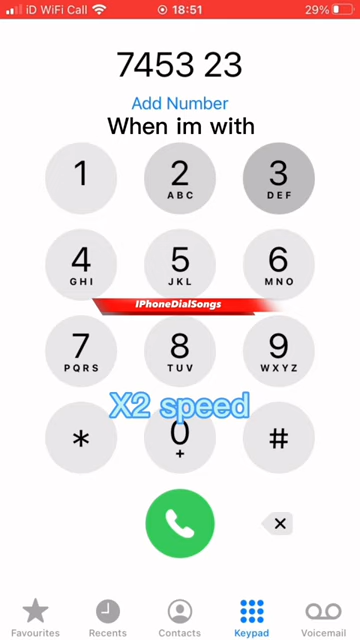 iD WiFi Call 18:51 29%
7453 23
Add Number
When im with
1 2 3
ABC DEF
4 5 6
GHI JKL MNO
IPhoneDialSongs
7 8 9
PQRS TUV WXYZ
X2 speed
* 0 #
+
Favourites Recents Contacts Keypad Voicemail